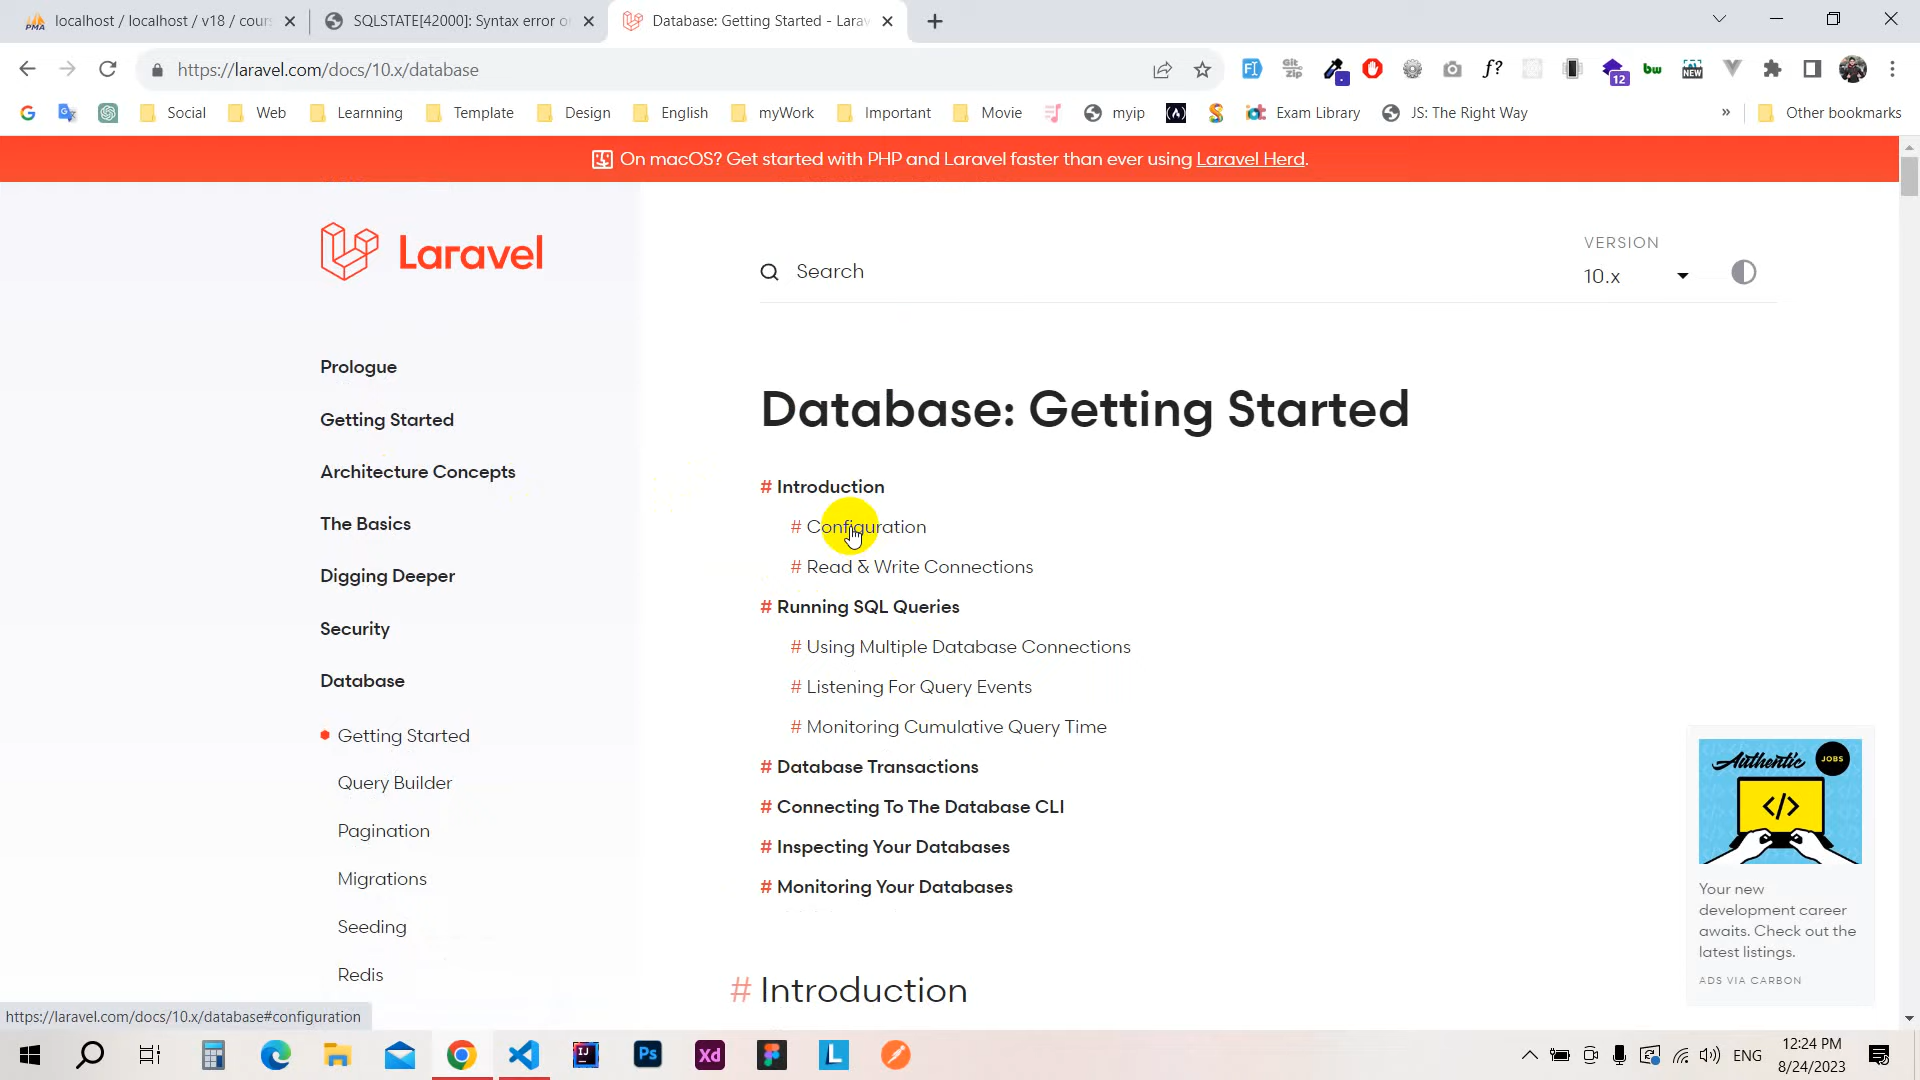 localhost / localhost / v18 / cour
SQLSTATE[42000]: Syntax error o
Database: Getting Started - Larav
https://laravel.com/docs/10.x/database
12
NEW
Social
Web
Learnning
Template
Design
English
myWork
Important
Movie
myip
Exam Library
JS: The Right Way
»
Other bookmarks
On macOS? Get started with PHP and Laravel faster than ever using Laravel Herd.
Laravel
Search
VERSION
10.x
Prologue
Getting Started
Architecture Concepts
The Basics
Digging Deeper
Security
Database
Getting Started
Query Builder
Pagination
Migrations
Seeding
Redis
Database: Getting Started
# Introduction
# Configuration
# Read & Write Connections
# Running SQL Queries
# Using Multiple Database Connections
# Listening For Query Events
# Monitoring Cumulative Query Time
# Database Transactions
# Connecting To The Database CLI
# Inspecting Your Databases
# Monitoring Your Databases
# Introduction
Authentic JOBS
</>
Your new
development career
awaits. Check out the
latest listings.
ADS VIA CARBON
https://laravel.com/docs/10.x/database#configuration
ENG
12:24 PM
8/24/2023